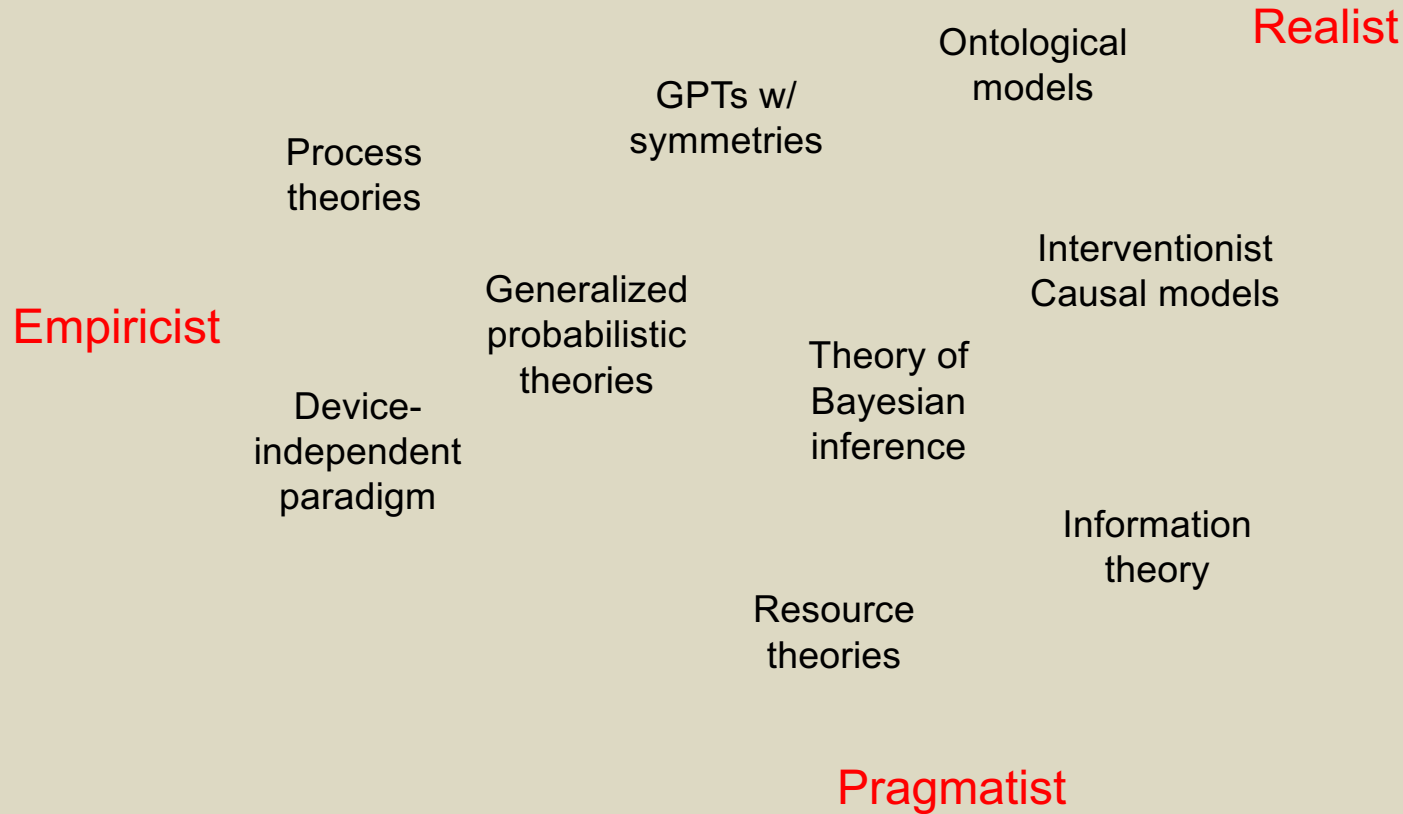 Realist
Ontological
models
GPTs w/
symmetries
Process
theories
Interventionist
Causal models
Generalized
probabilistic
theories
Empiricist
Theory of
Bayesian
inference
Device-
independent
paradigm
Information
theory
Resource
theories
Pragmatist